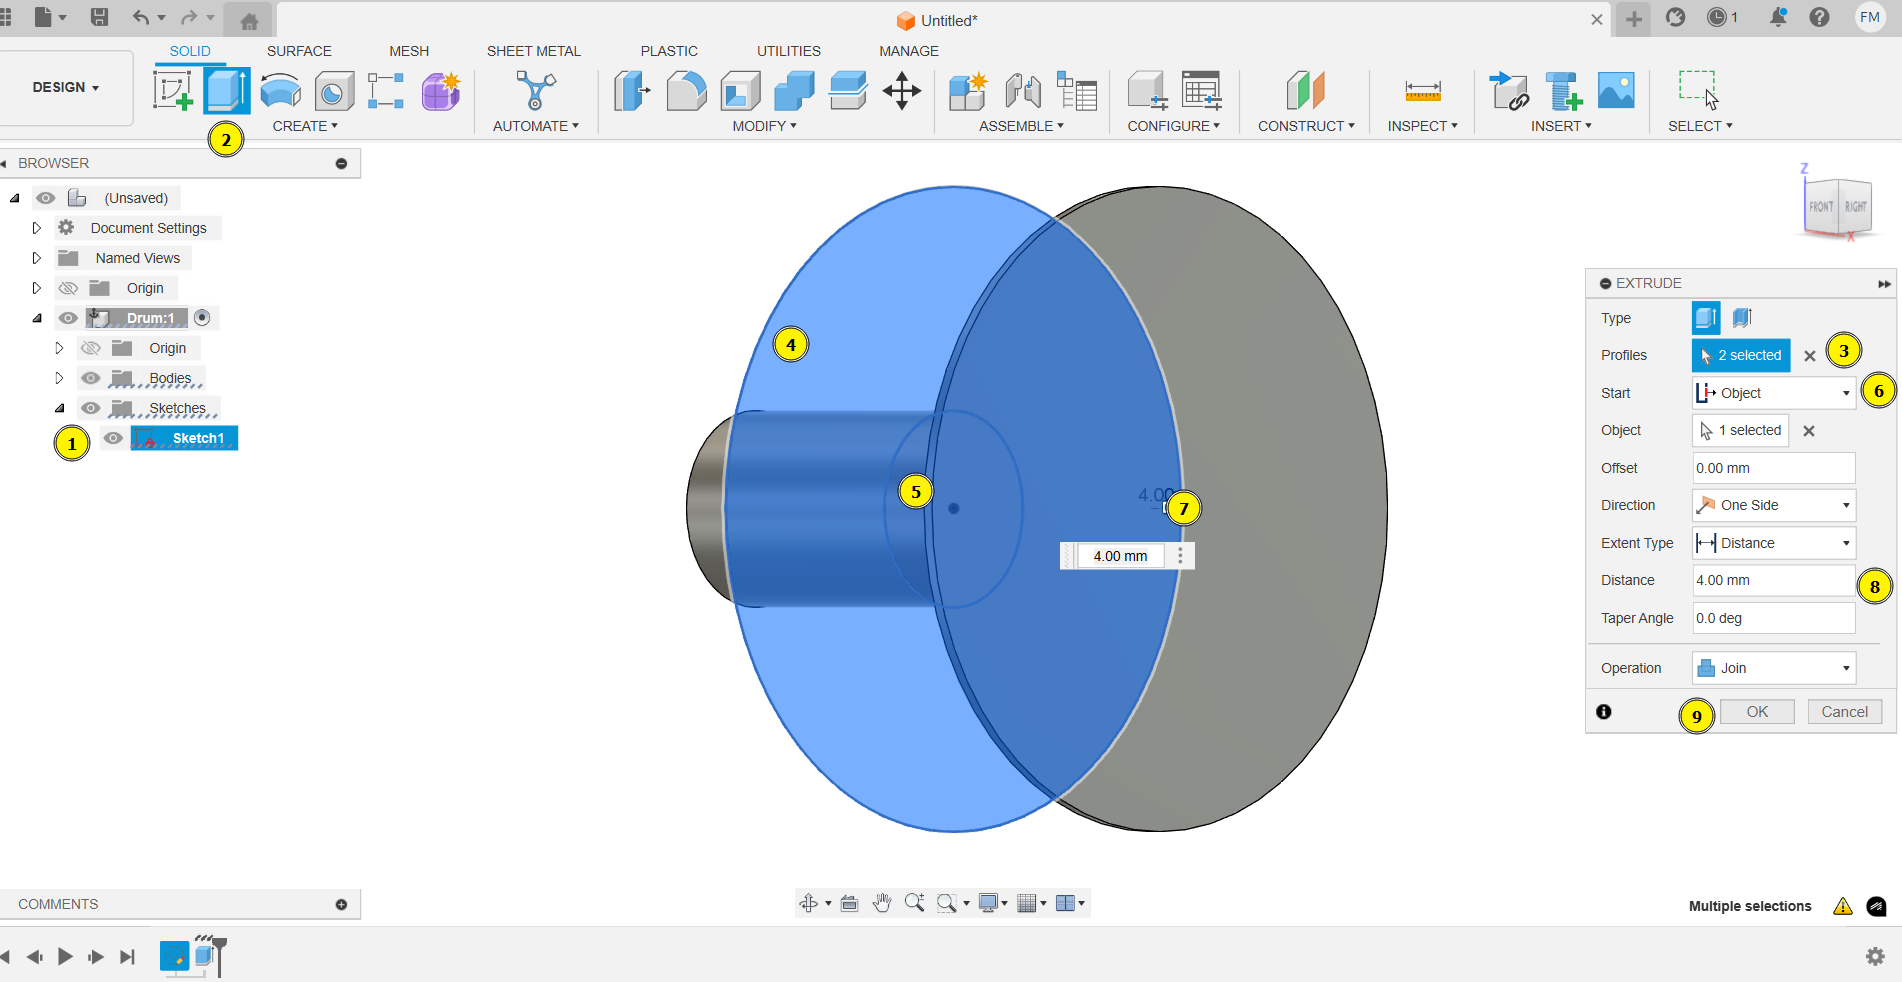 Untitled*
1
FM
DESIGN
SOLID
SURFACE
MESH
SHEET METAL
PLASTIC
UTILITIES
MANAGE
CREATE
AUTOMATE
MODIFY
ASSEMBLE
CONFIGURE
CONSTRUCT
INSPECT
INSERT
SELECT
2
BROWSER
(Unsaved)
Document Settings
Named Views
Origin
Drum:1
Origin
Bodies
Sketches
1
Sketch1
4
5
4.00
7
4.00 mm
Z
FRONT
RIGHT
X
EXTRUDE
Type
Profiles
2 selected
3
Start
Object
6
Object
1 selected
Offset
0.00 mm
Direction
One Side
Extent Type
Distance
Distance
4.00 mm
8
Taper Angle
0.0 deg
Operation
Join
9
OK
Cancel
COMMENTS
Multiple selections